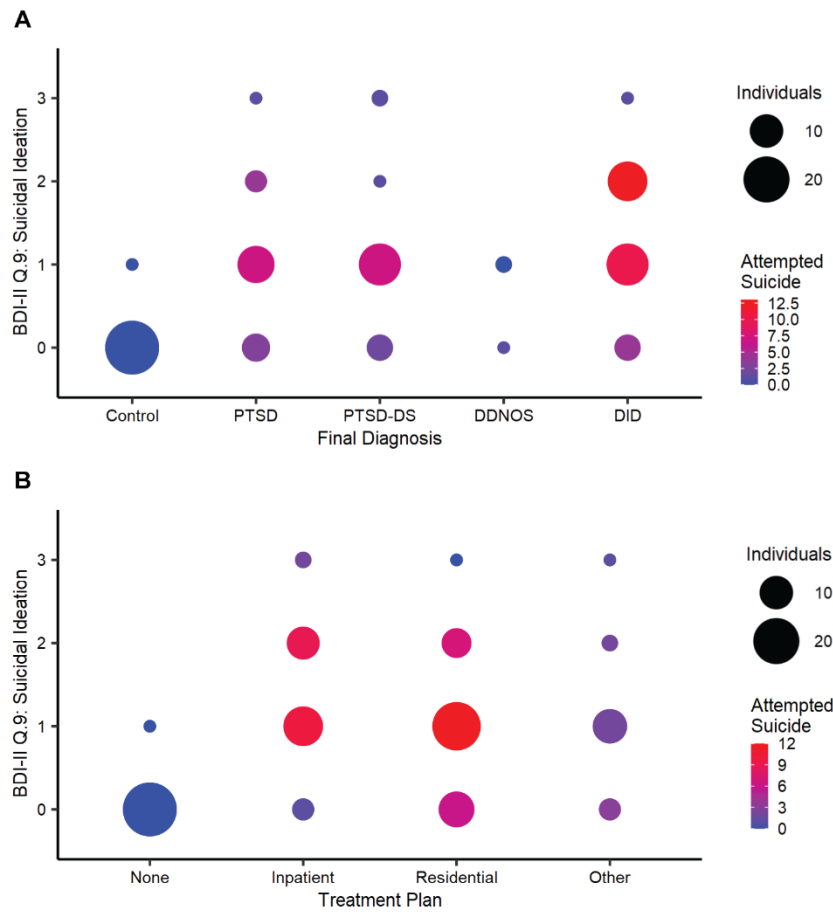 A
BDI-II Q.9: Suicidal Ideation
3
2
1
0
Control
PTSD
PTSD-DS
DDNOS
DID
Final Diagnosis
Individuals
10
20
Attempted
Suicide
12.5
10.0
7.5
5.0
2.5
0.0
B
BDI-II Q.9: Suicidal Ideation
3
2
1
0
None
Inpatient
Residential
Other
Treatment Plan
Individuals
10
20
Attempted
Suicide
12
9
6
3
0